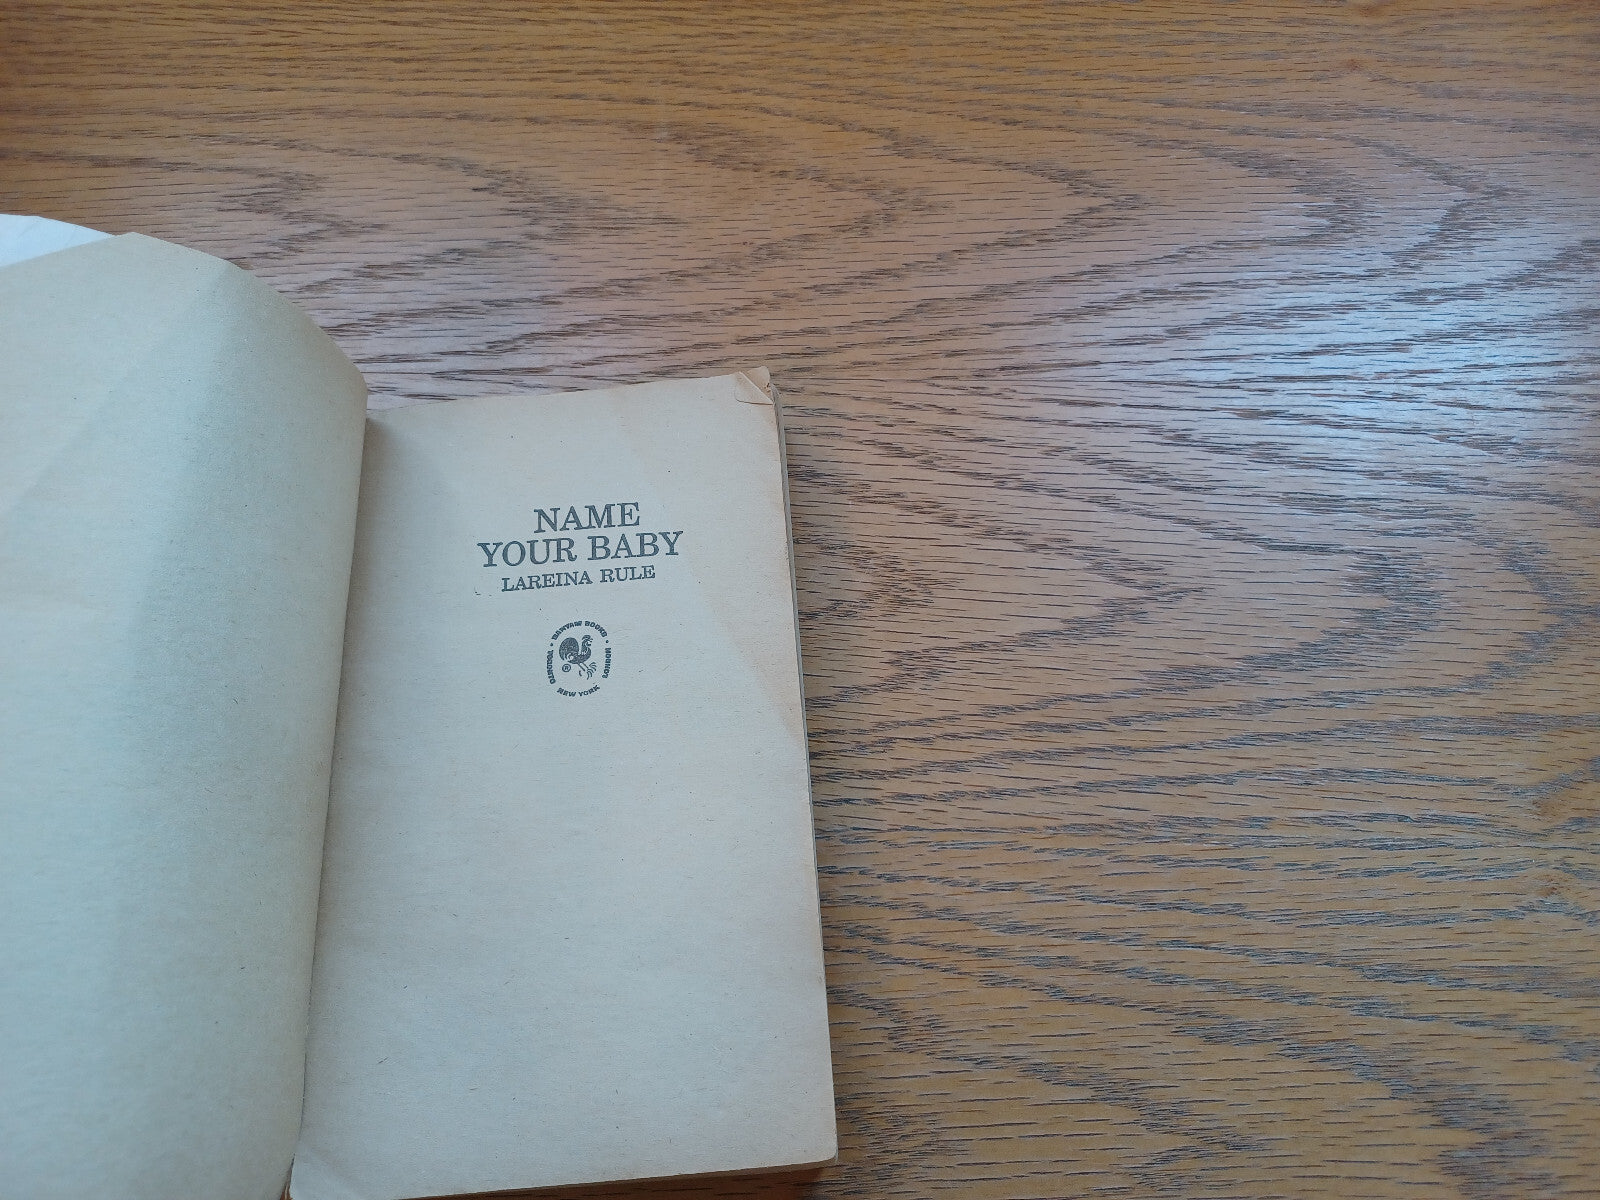 NAME
YOUR BABY
LAREINA RULE
BANTAM BOOKS
TORONTO • NEW YORK • LONDON